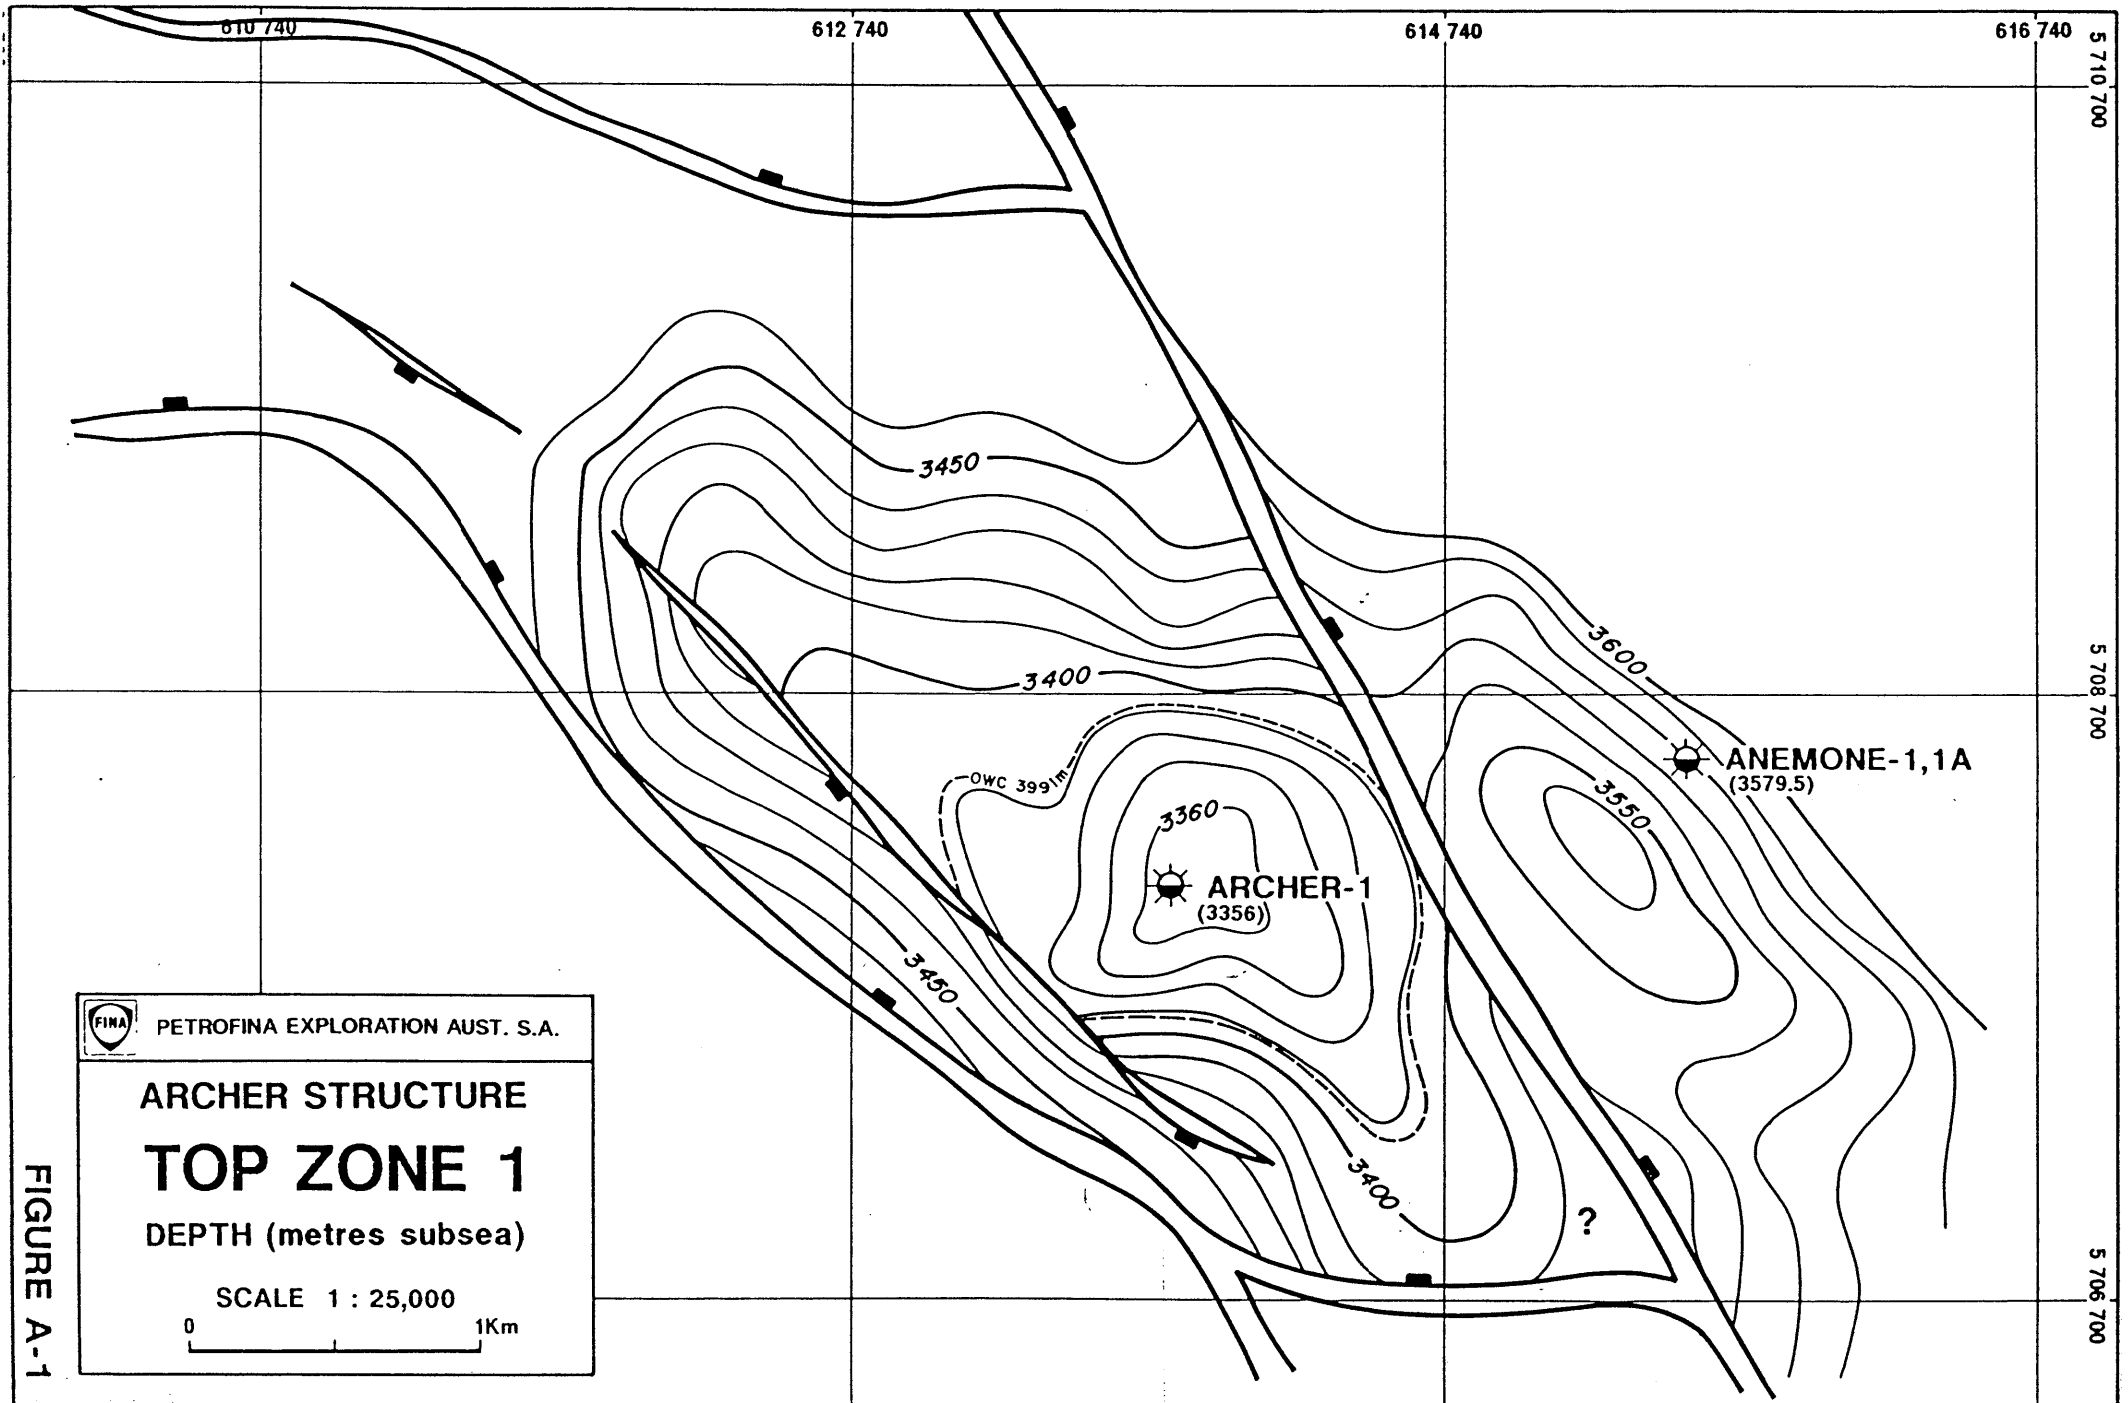 610 740
612 740
614 740
616 740
5 710 700
3450
3600
5 708 700
3400
ANEMONE-1,1A
(3579.5)
OWC 3991m
3550
3360
ARCHER-1
(3356)
3450
FINA
PETROFINA EXPLORATION AUST. S.A.
ARCHER STRUCTURE
TOP ZONE 1
DEPTH (metres subsea)
SCALE 1 : 25,000
0 1Km
3400
?
5 706 700
FIGURE A-1